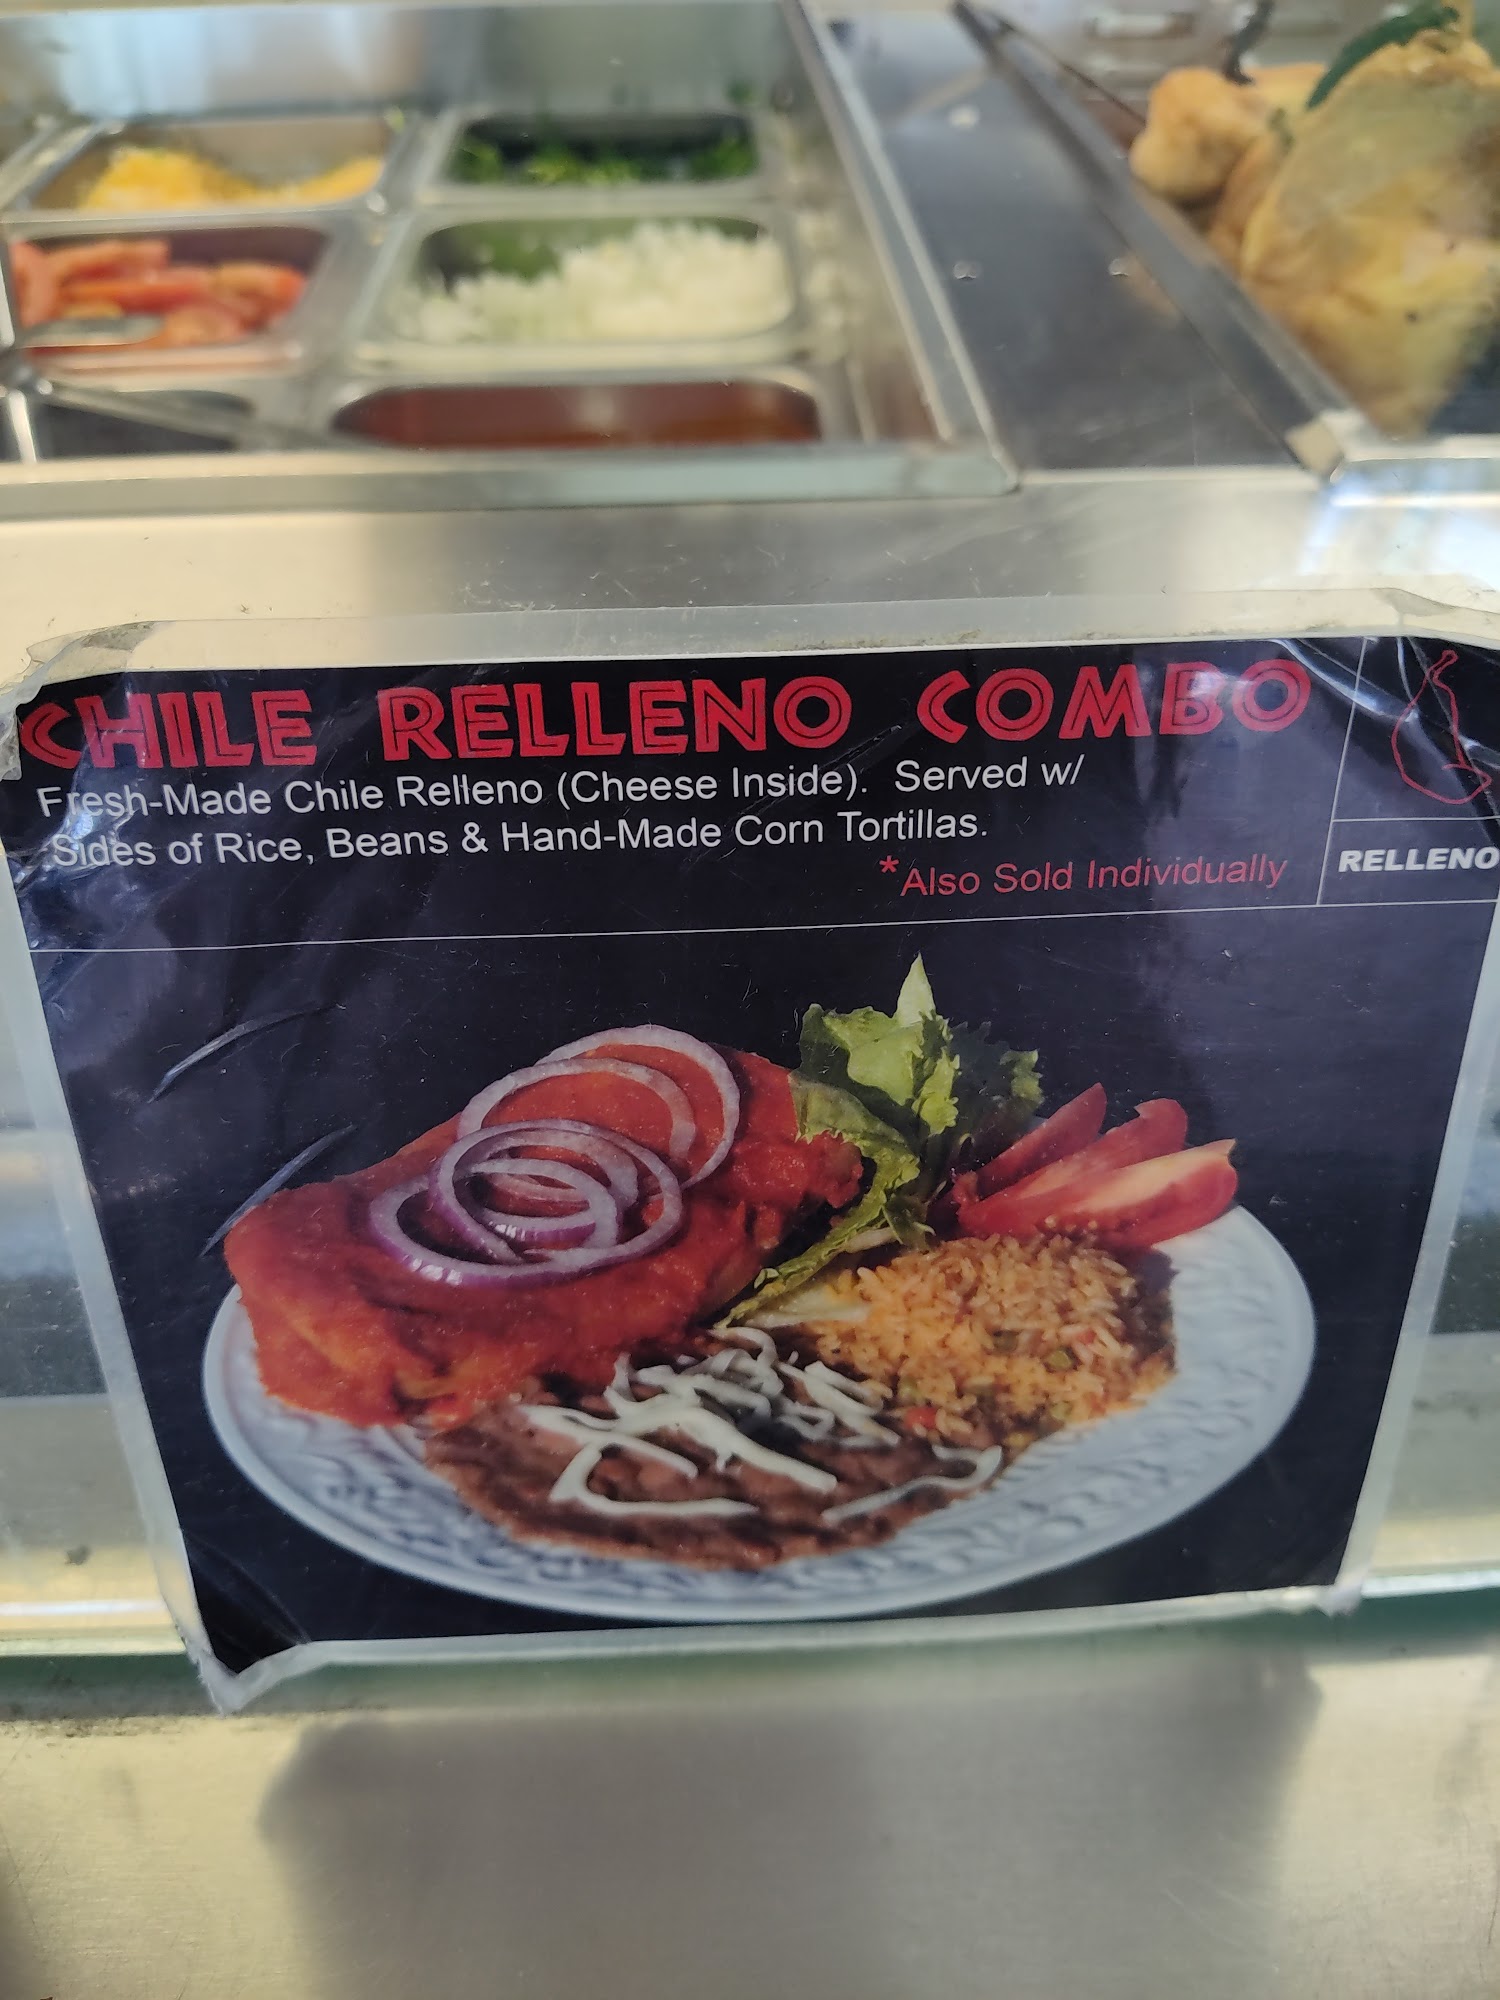 CHILE RELLENO COMBO
Fresh-Made Chile Relleno (Cheese Inside). Served w/
Sides of Rice, Beans & Hand-Made Corn Tortillas.
*Also Sold Individually
RELLENO